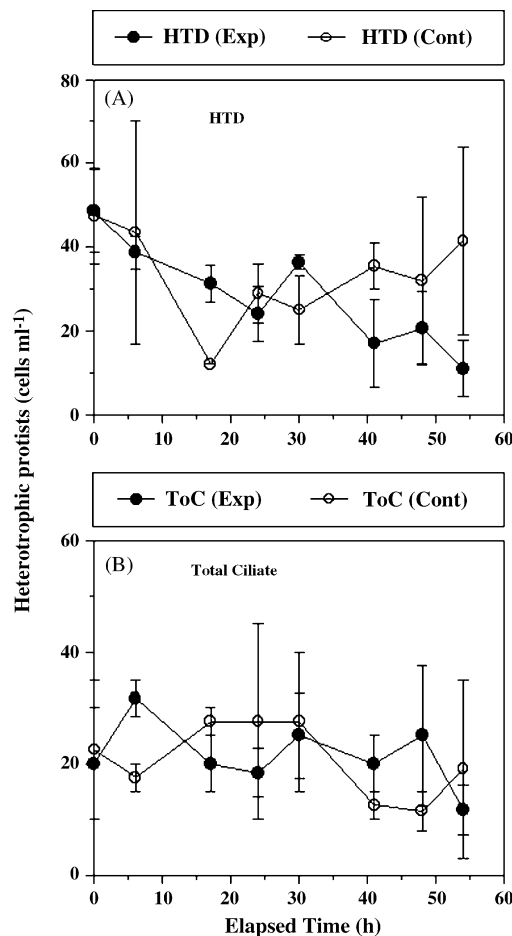 HTD (Exp) HTD (Cont)
80
(A)
HTD
60
40
20
0
0 10 20 30 40 50 60
ToC (Exp) ToC (Cont)
60
(B)
Total Ciliate
40
20
0
0 10 20 30 40 50 60
Elapsed Time (h)
Heterotrophic protists (cells ml-1)